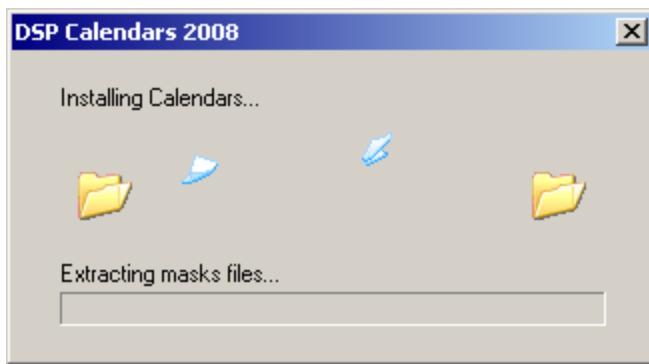 DSP Calendars 2008
Installing Calendars...
Extracting masks files...